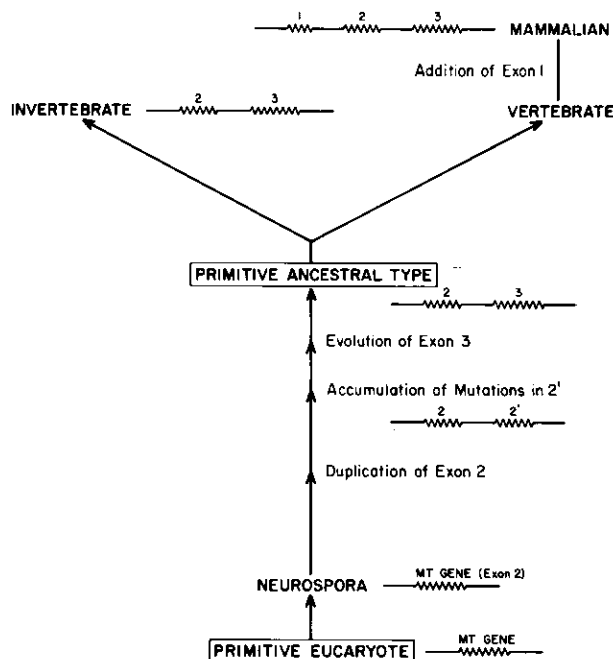 1 2 3 MAMMALIAN
Addition of Exon 1
INVERTEBRATE 2 3 VERTEBRATE
PRIMITIVE ANCESTRAL TYPE
2 3
Evolution of Exon 3
Accumulation of Mutations in 2'
2 2'
Duplication of Exon 2
NEUROSPORA MT GENE (Exon 2)
PRIMITIVE EUCARYOTE MT GENE